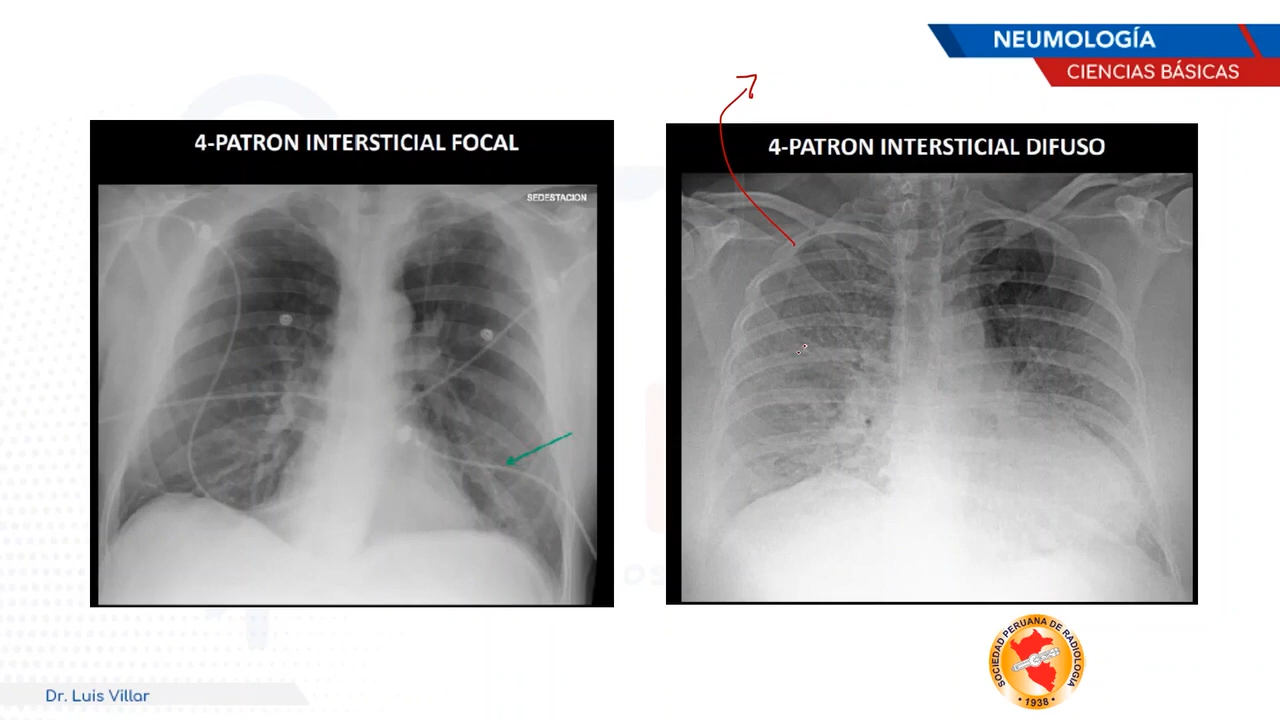 NEUMOLOGÍA
CIENCIAS BÁSICAS
4-PATRON INTERSTICIAL FOCAL
SEDESTACION
4-PATRON INTERSTICIAL DIFUSO
SOCIEDAD PERUANA DE RADIOLOGÍA
• 1938 •
Dr. Luis Villar